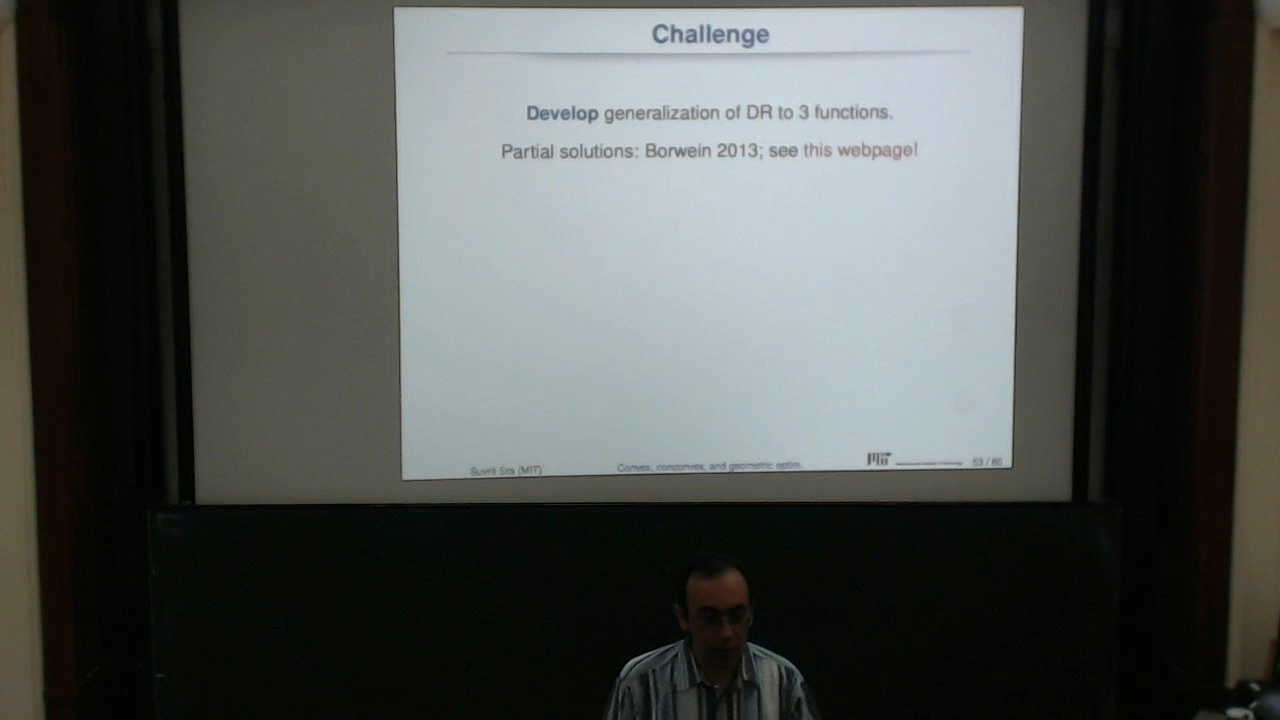 Challenge
Develop generalization of DR to 3 functions.
Partial solutions: Borwein 2013; see this webpage!
Suvrit Sra (MIT)
Convex, nonconvex, and geometric optim.
53 / 60